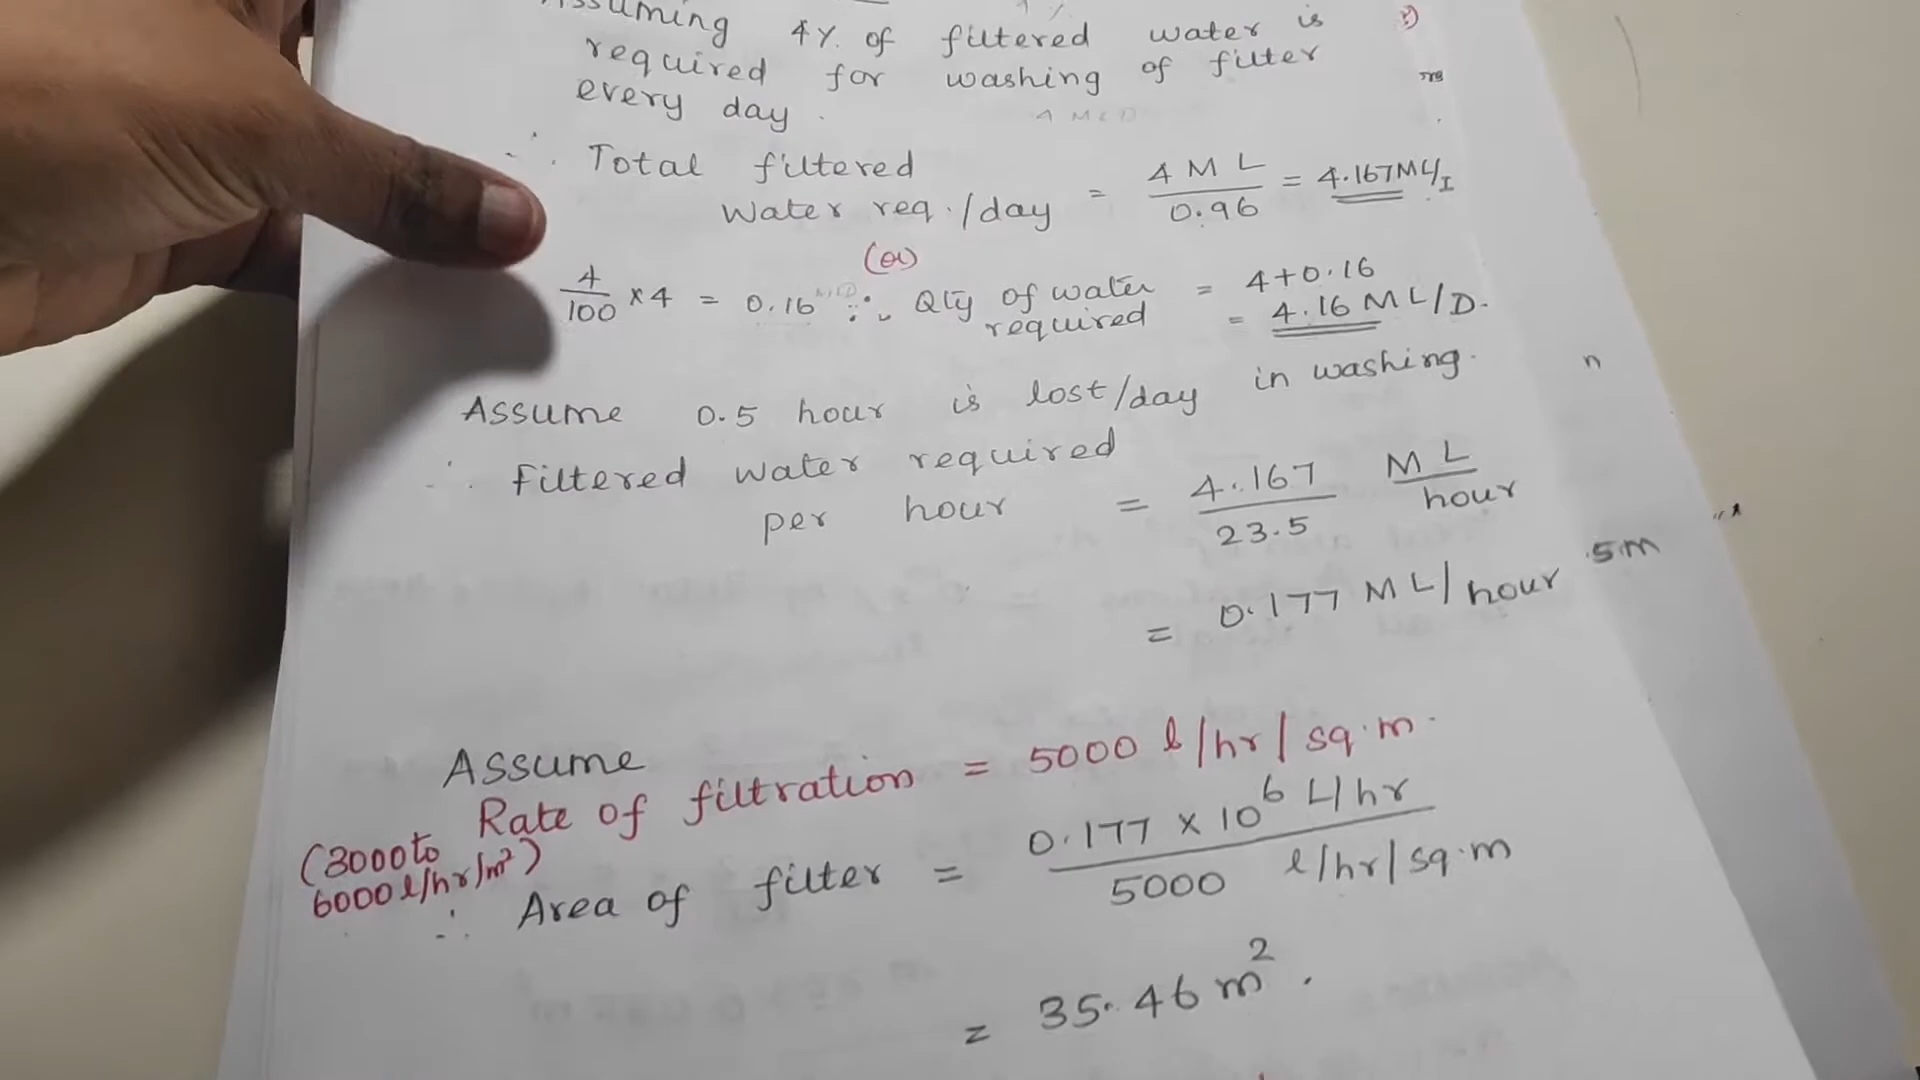 Assuming 4%. of filtered water is
required for washing of filter
every day.
∴ Total filtered
Water req./day = 4 ML / 0.96 = 4.167 ML/
(or)
4/100 × 4 = 0.16 ∴ Qty of water required = 4+0.16
= 4.16 ML/D.
Assume 0.5 hour is lost/day in washing.
∴ Filtered water required
per hour = 4.167 / 23.5 ML/hour
= 0.177 ML/hour
.5m
Assume
Rate of filtration = 5000 l/hr/sq.m.
(3000 to
6000 l/hr/m²)
∴ Area of filter = 0.177 × 10⁶ L/hr / 5000 l/hr/sq.m
= 35.46 m².